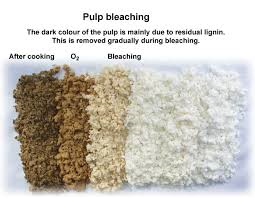 Pulp bleaching
The dark colour of the pulp is mainly due to residual lignin.
This is removed gradually during bleaching.
After cooking O₂ Bleaching